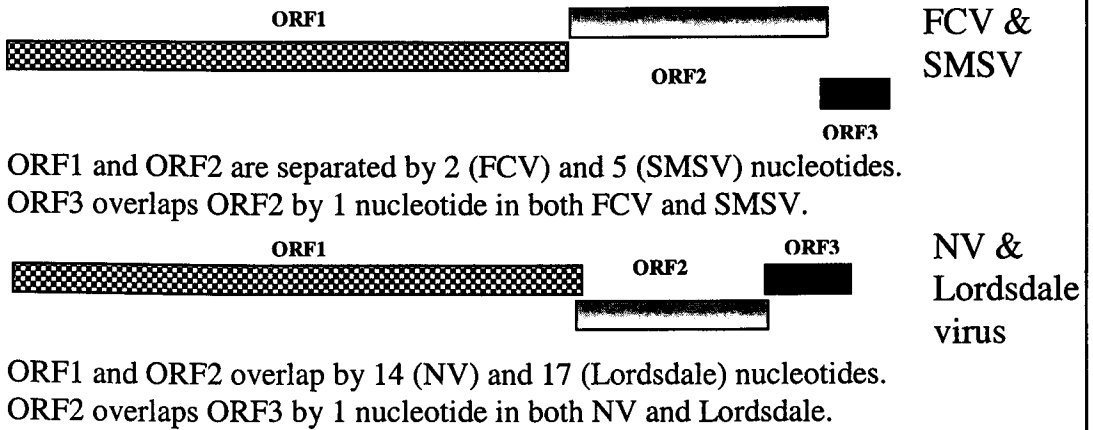 ORF1
FCV &
SMSV
ORF2
ORF3
ORF1 and ORF2 are separated by 2 (FCV) and 5 (SMSV) nucleotides.
ORF3 overlaps ORF2 by 1 nucleotide in both FCV and SMSV.
ORF1
ORF2
ORF3
NV &
Lordsdale
virus
ORF1 and ORF2 overlap by 14 (NV) and 17 (Lordsdale) nucleotides.
ORF2 overlaps ORF3 by 1 nucleotide in both NV and Lordsdale.